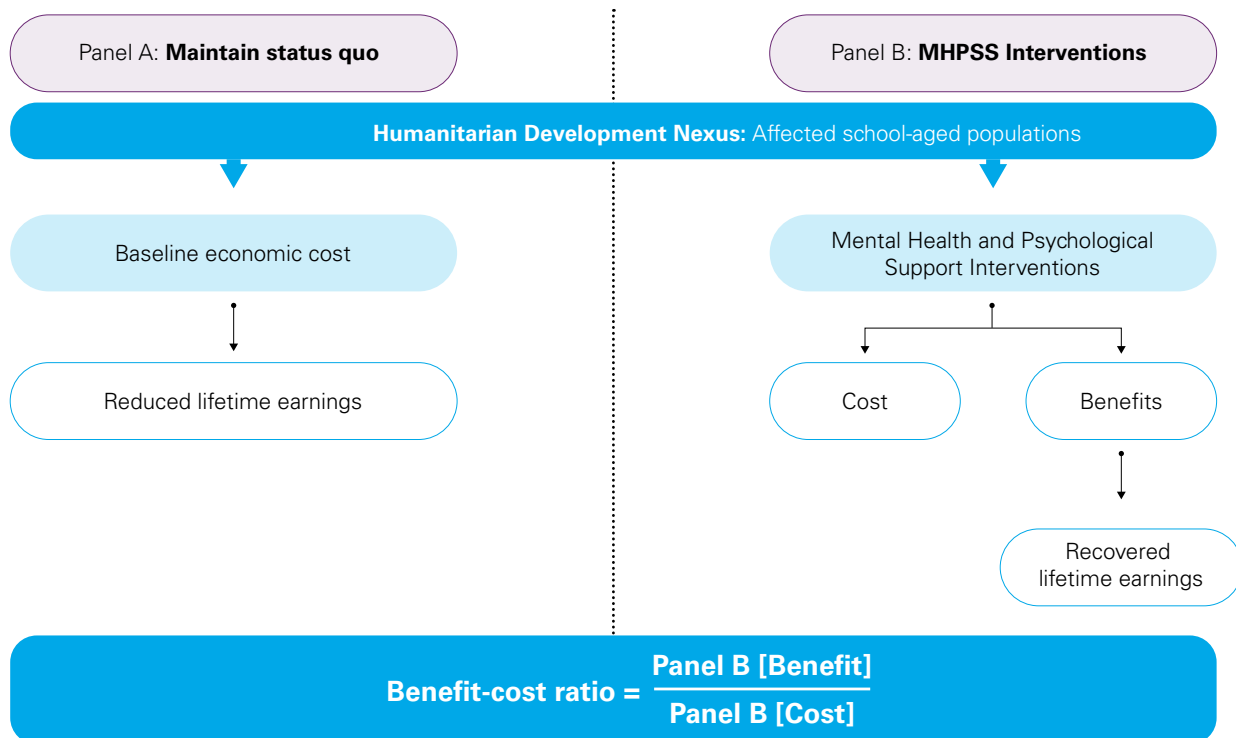 Panel A: Maintain status quo
Panel B: MHPSS Interventions
Humanitarian Development Nexus: Affected school-aged populations
Baseline economic cost
Reduced lifetime earnings
Mental Health and Psychological
Support Interventions
Cost
Benefits
Recovered
lifetime earnings
Benefit-cost ratio =
Panel B [Benefit]
Panel B [Cost]